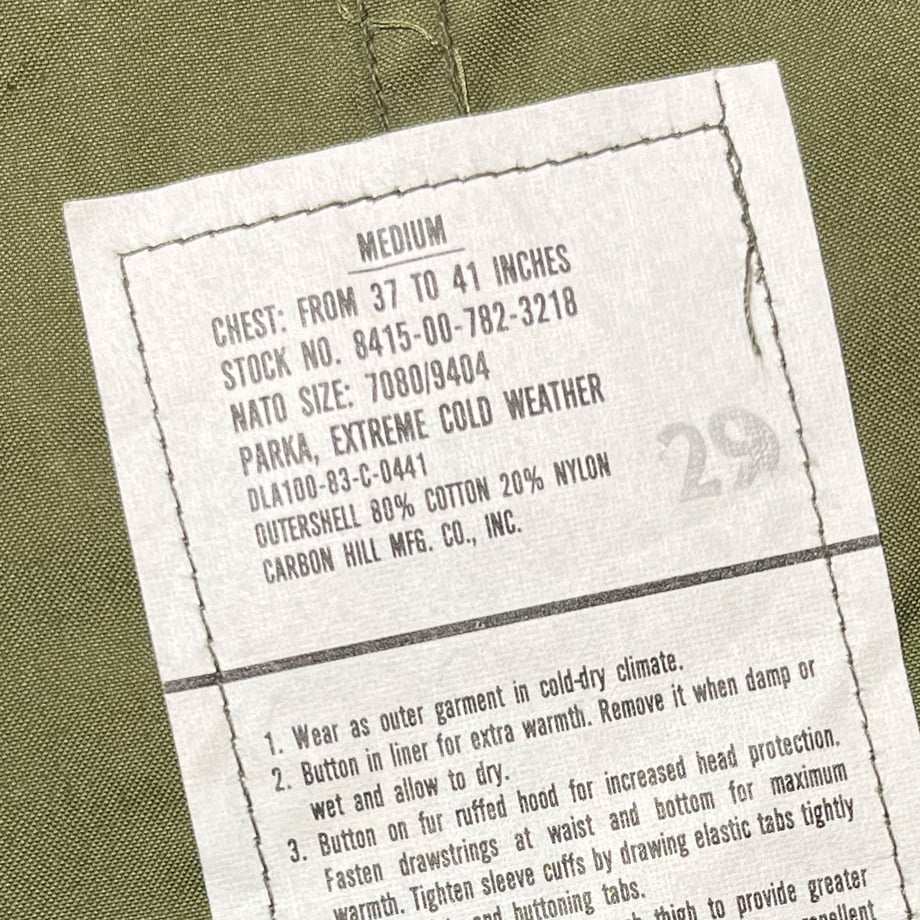 MEDIUM
CHEST: FROM 37 TO 41 INCHES
STOCK NO. 8415-00-782-3218
NATO SIZE: 7080/9404
PARKA, EXTREME COLD WEATHER
DLA100-83-C-0441
OUTERSHELL 80% COTTON 20% NYLON
CARBON HILL MFG. CO., INC.
29
1. Wear as outer garment in cold-dry climate.
2. Button in liner for extra warmth. Remove it when damp or
wet and allow to dry.
3. Button on fur ruffed hood for increased head protection.
Fasten drawstrings at waist and bottom for maximum
warmth. Tighten sleeve cuffs by drawing elastic tabs tightly
and buttoning tabs.
thigh to provide greater